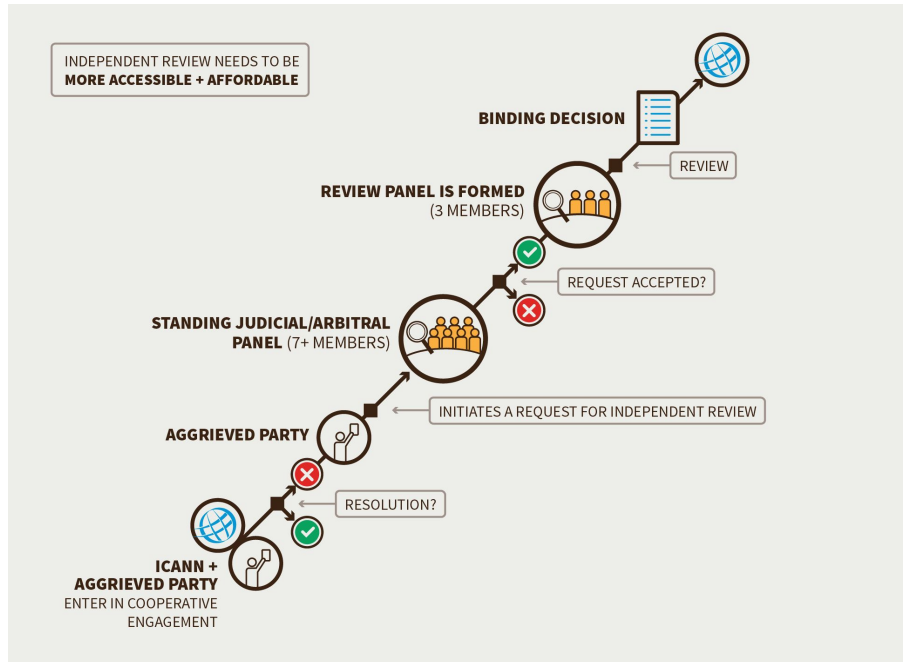 INDEPENDENT REVIEW NEEDS TO BE
MORE ACCESSIBLE + AFFORDABLE
BINDING DECISION
REVIEW
REVIEW PANEL IS FORMED
(3 MEMBERS)
REQUEST ACCEPTED?
STANDING JUDICIAL/ARBITRAL
PANEL (7+ MEMBERS)
INITIATES A REQUEST FOR INDEPENDENT REVIEW
AGGRIEVED PARTY
RESOLUTION?
ICANN +
AGGRIEVED PARTY
ENTER IN COOPERATIVE
ENGAGEMENT